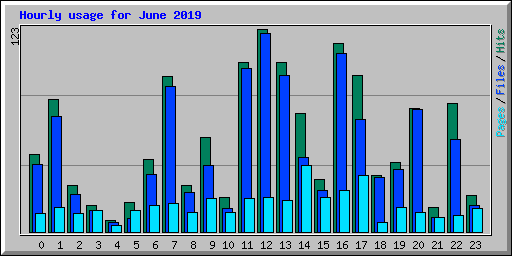 Hourly usage for June 2019
123
Pages/Files/Hits
0 1 2 3 4 5 6 7 8 9 10 11 12 13 14 15 16 17 18 19 20 21 22 23